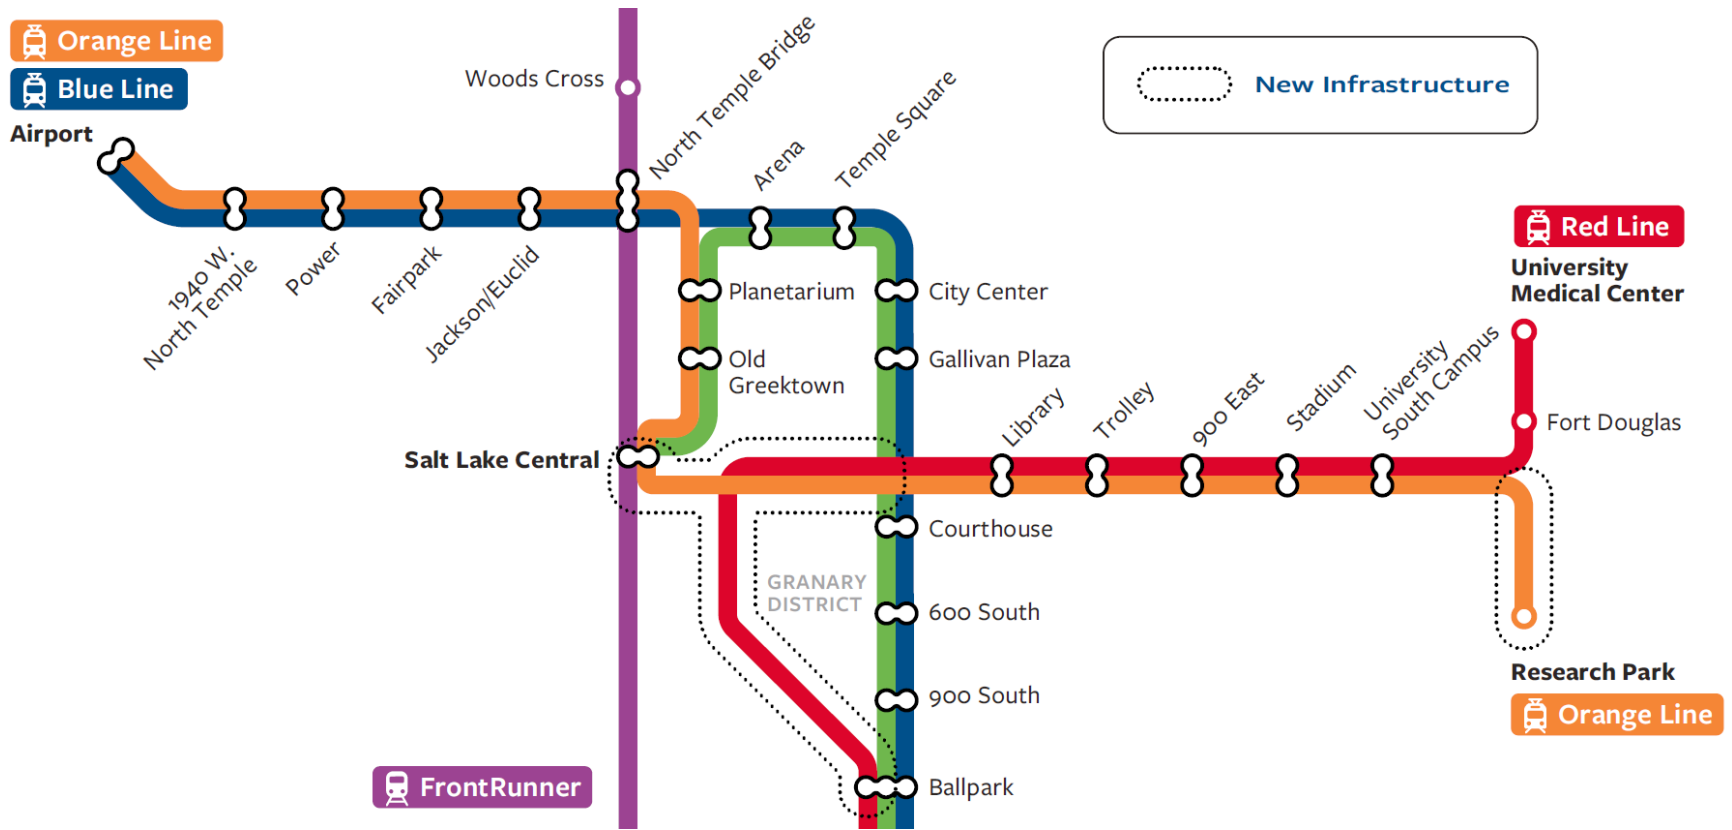 Orange Line
Blue Line
Airport
Woods Cross
North Temple Bridge
Arena
Temple Square
New Infrastructure
1940 W.
North Temple
Power
Fairpark
Jackson/Euclid
Planetarium
Old
Greektown
City Center
Gallivan Plaza
Red Line
University
Medical Center
Salt Lake Central
Library
Trolley
900 East
Stadium
University
South Campus
Fort Douglas
Courthouse
GRANARY
DISTRICT
600 South
900 South
Research Park
Orange Line
FrontRunner
Ballpark